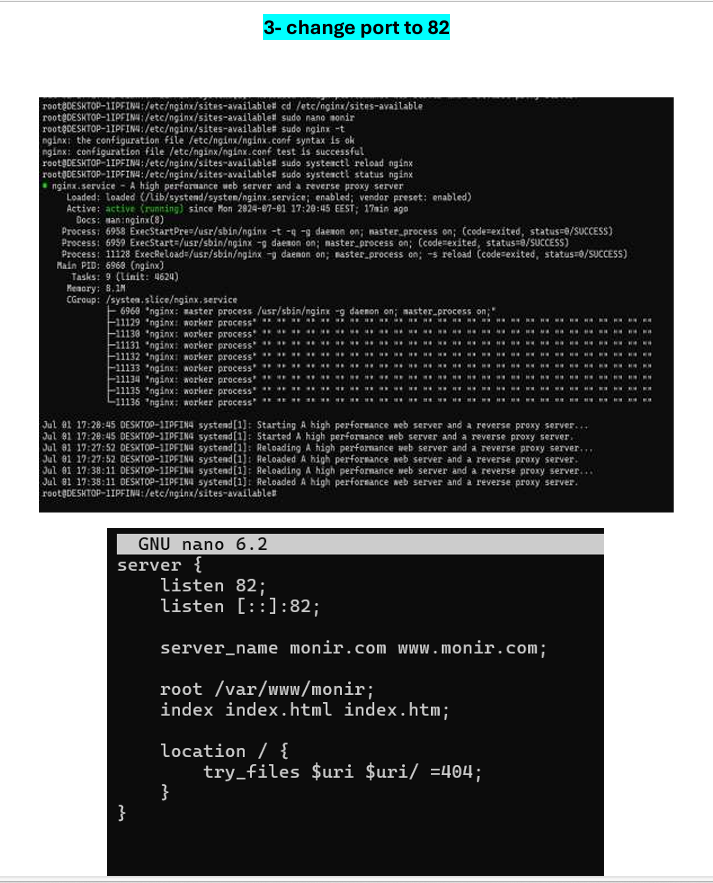 3- change port to 82
root@DESKTOP-1IPFIN4:/etc/nginx/sites-available# cd /etc/nginx/sites-available
root@DESKTOP-1IPFIN4:/etc/nginx/sites-available# sudo nano monir
root@DESKTOP-1IPFIN4:/etc/nginx/sites-available# sudo nginx -t
nginx: the configuration file /etc/nginx/nginx.conf syntax is ok
nginx: configuration file /etc/nginx/nginx.conf test is successful
root@DESKTOP-1IPFIN4:/etc/nginx/sites-available# sudo systemctl reload nginx
root@DESKTOP-1IPFIN4:/etc/nginx/sites-available# sudo systemctl status nginx
● nginx.service - A high performance web server and a reverse proxy server
Loaded: loaded (/lib/systemd/system/nginx.service; enabled; vendor preset: enabled)
Active: active (running) since Mon 2024-07-01 17:20:45 EEST; 17min ago
Docs: man:nginx(8)
Process: 6958 ExecStartPre=/usr/sbin/nginx -t -q -g daemon on; master_process on; (code=exited, status=0/SUCCESS)
Process: 6959 ExecStart=/usr/sbin/nginx -g daemon on; master_process on; (code=exited, status=0/SUCCESS)
Process: 11128 ExecReload=/usr/sbin/nginx -g daemon on; master_process on; -s reload (code=exited, status=0/SUCCESS)
Main PID: 6960 (nginx)
Tasks: 9 (limit: 4624)
Memory: 8.1M
CGroup: /system.slice/nginx.service
├─ 6960 "nginx: master process /usr/sbin/nginx -g daemon on; master_process on;"
├─11129 "nginx: worker process" "" "" "" "" "" "" "" "" "" "" "" "" "" "" "" "" "" "" "" "" "" "" "" "" "" "" ""
├─11130 "nginx: worker process" "" "" "" "" "" "" "" "" "" "" "" "" "" "" "" "" "" "" "" "" "" "" "" "" "" "" ""
├─11131 "nginx: worker process" "" "" "" "" "" "" "" "" "" "" "" "" "" "" "" "" "" "" "" "" "" "" "" "" "" "" ""
├─11132 "nginx: worker process" "" "" "" "" "" "" "" "" "" "" "" "" "" "" "" "" "" "" "" "" "" "" "" "" "" "" ""
├─11133 "nginx: worker process" "" "" "" "" "" "" "" "" "" "" "" "" "" "" "" "" "" "" "" "" "" "" "" "" "" "" ""
├─11134 "nginx: worker process" "" "" "" "" "" "" "" "" "" "" "" "" "" "" "" "" "" "" "" "" "" "" "" "" "" "" ""
├─11135 "nginx: worker process" "" "" "" "" "" "" "" "" "" "" "" "" "" "" "" "" "" "" "" "" "" "" "" "" "" "" ""
└─11136 "nginx: worker process" "" "" "" "" "" "" "" "" "" "" "" "" "" "" "" "" "" "" "" "" "" "" "" "" "" "" ""
Jul 01 17:20:45 DESKTOP-1IPFIN4 systemd[1]: Starting A high performance web server and a reverse proxy server...
Jul 01 17:20:45 DESKTOP-1IPFIN4 systemd[1]: Started A high performance web server and a reverse proxy server.
Jul 01 17:27:52 DESKTOP-1IPFIN4 systemd[1]: Reloading A high performance web server and a reverse proxy server...
Jul 01 17:27:52 DESKTOP-1IPFIN4 systemd[1]: Reloaded A high performance web server and a reverse proxy server.
Jul 01 17:38:11 DESKTOP-1IPFIN4 systemd[1]: Reloading A high performance web server and a reverse proxy server...
Jul 01 17:38:11 DESKTOP-1IPFIN4 systemd[1]: Reloaded A high performance web server and a reverse proxy server.
root@DESKTOP-1IPFIN4:/etc/nginx/sites-available#
GNU nano 6.2
server {
listen 82;
listen [::]:82;
server_name monir.com www.monir.com;
root /var/www/monir;
index index.html index.htm;
location / {
try_files $uri $uri/ =404;
}
}